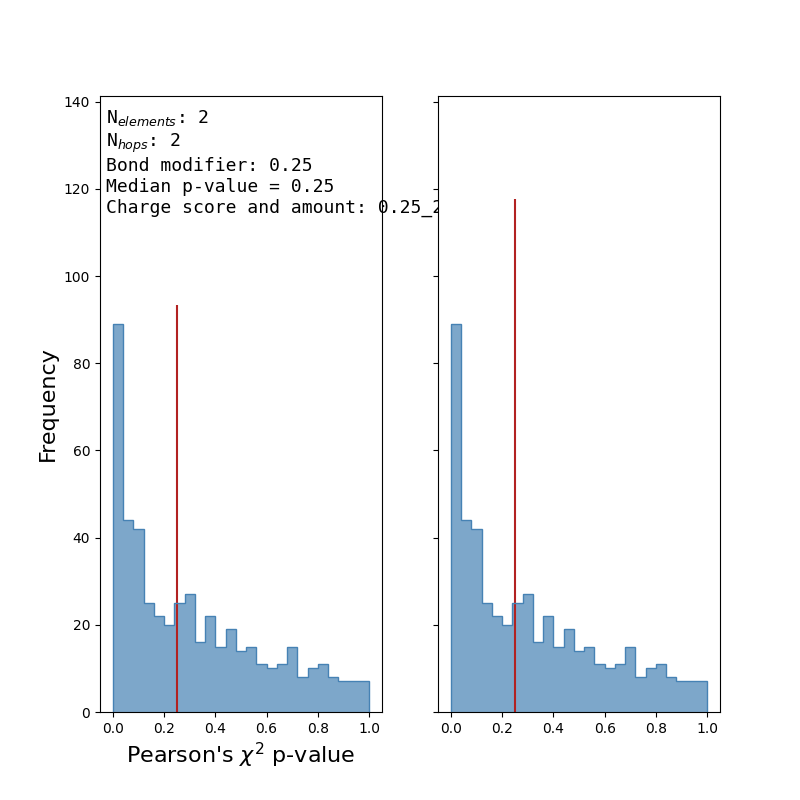 140
N_elements: 2
N_hops: 2
Bond modifier: 0.25
120
Median p-value = 0.25
Charge score and amount: 0.25_2
100
80
60
40
20
0
Frequency
0.0 0.2 0.4 0.6 0.8 1.0
0.0 0.2 0.4 0.6 0.8 1.0
Pearson's χ² p-value